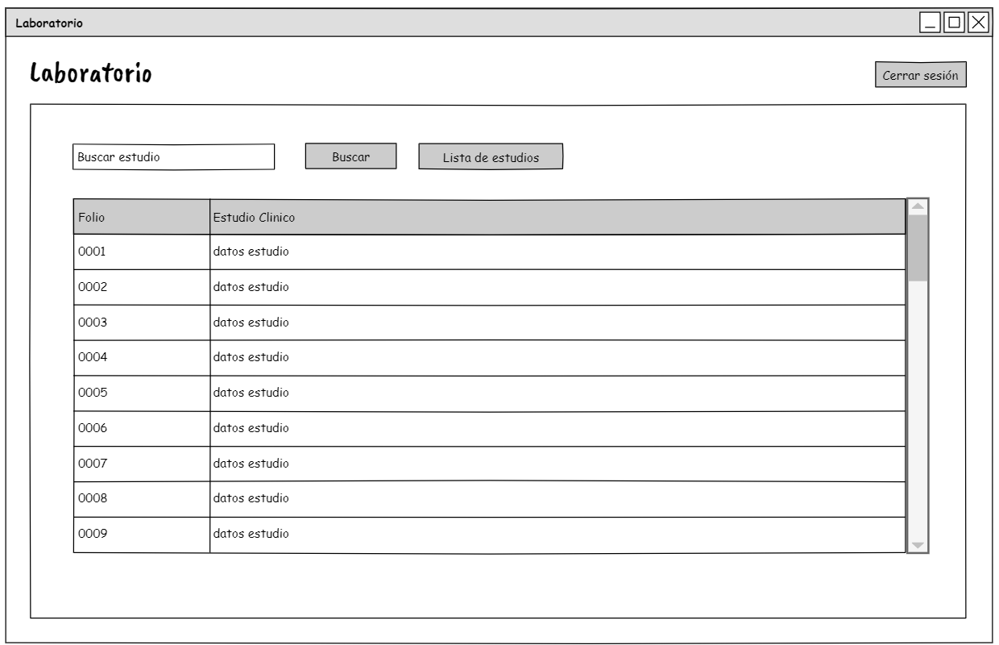 Laboratorio
Laboratorio
Cerrar sesión
Buscar estudio Buscar Lista de estudios
Folio Estudio Clinico
0001 datos estudio
0002 datos estudio
0003 datos estudio
0004 datos estudio
0005 datos estudio
0006 datos estudio
0007 datos estudio
0008 datos estudio
0009 datos estudio